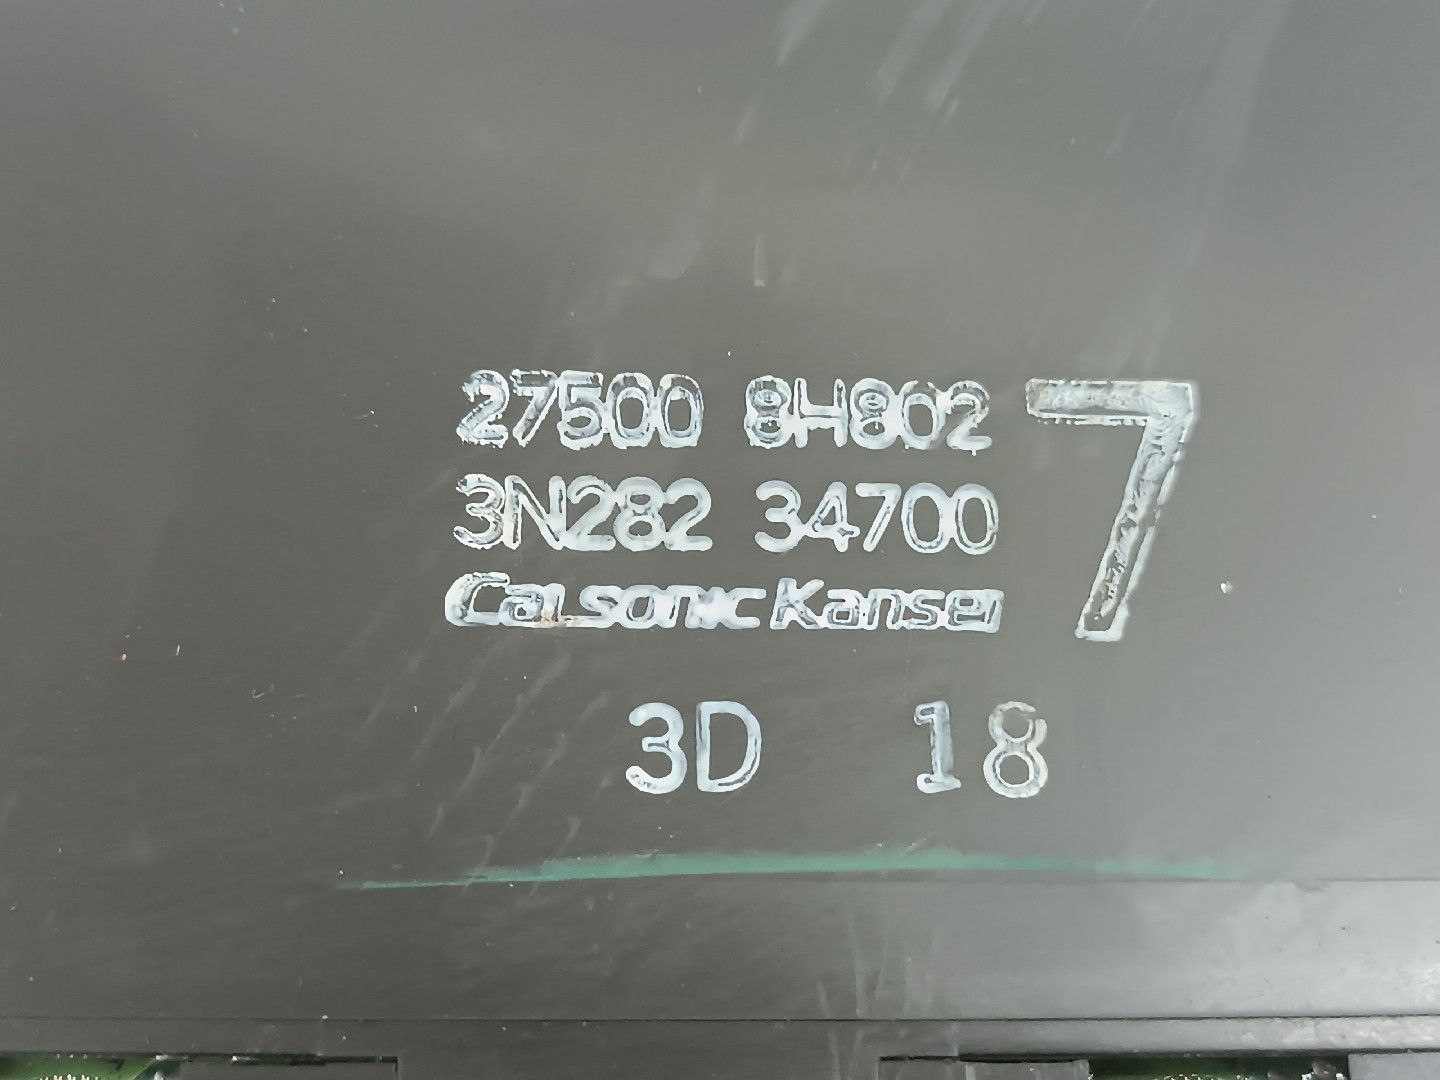 27500 8H802 7
3N282 34700
CalsonicKansei
3D 18